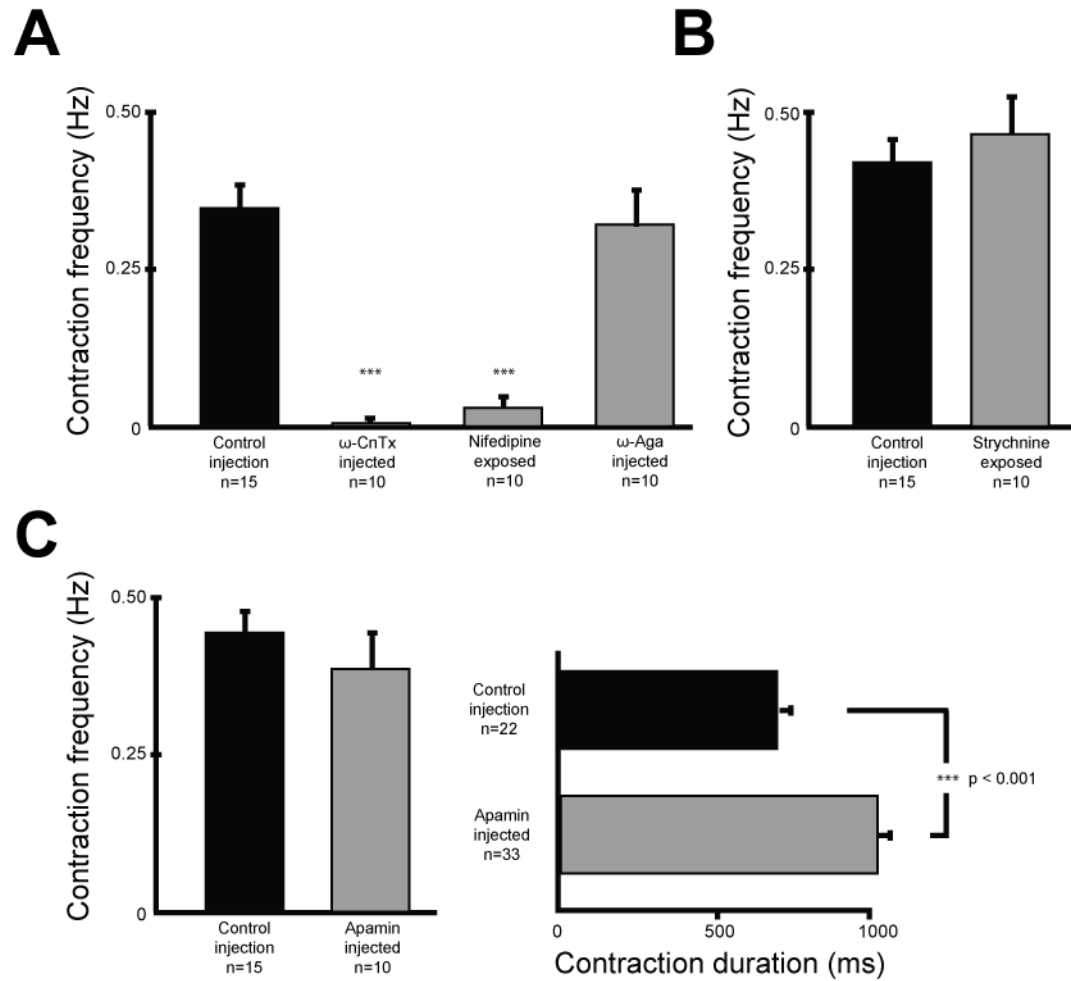 A
Contraction frequency (Hz)
0.50
0.25
0
***
***
Control
injection
n=15
ω-CnTx
injected
n=10
Nifedipine
exposed
n=10
ω-Aga
injected
n=10
B
Contraction frequency (Hz)
0.50
0.25
0
Control
injection
n=15
Strychnine
exposed
n=10
C
Contraction frequency (Hz)
0.50
0.25
0
Control
injection
n=15
Apamin
injected
n=10
Control
injection
n=22
Apamin
injected
n=33
*** p < 0.001
0 500 1000
Contraction duration (ms)